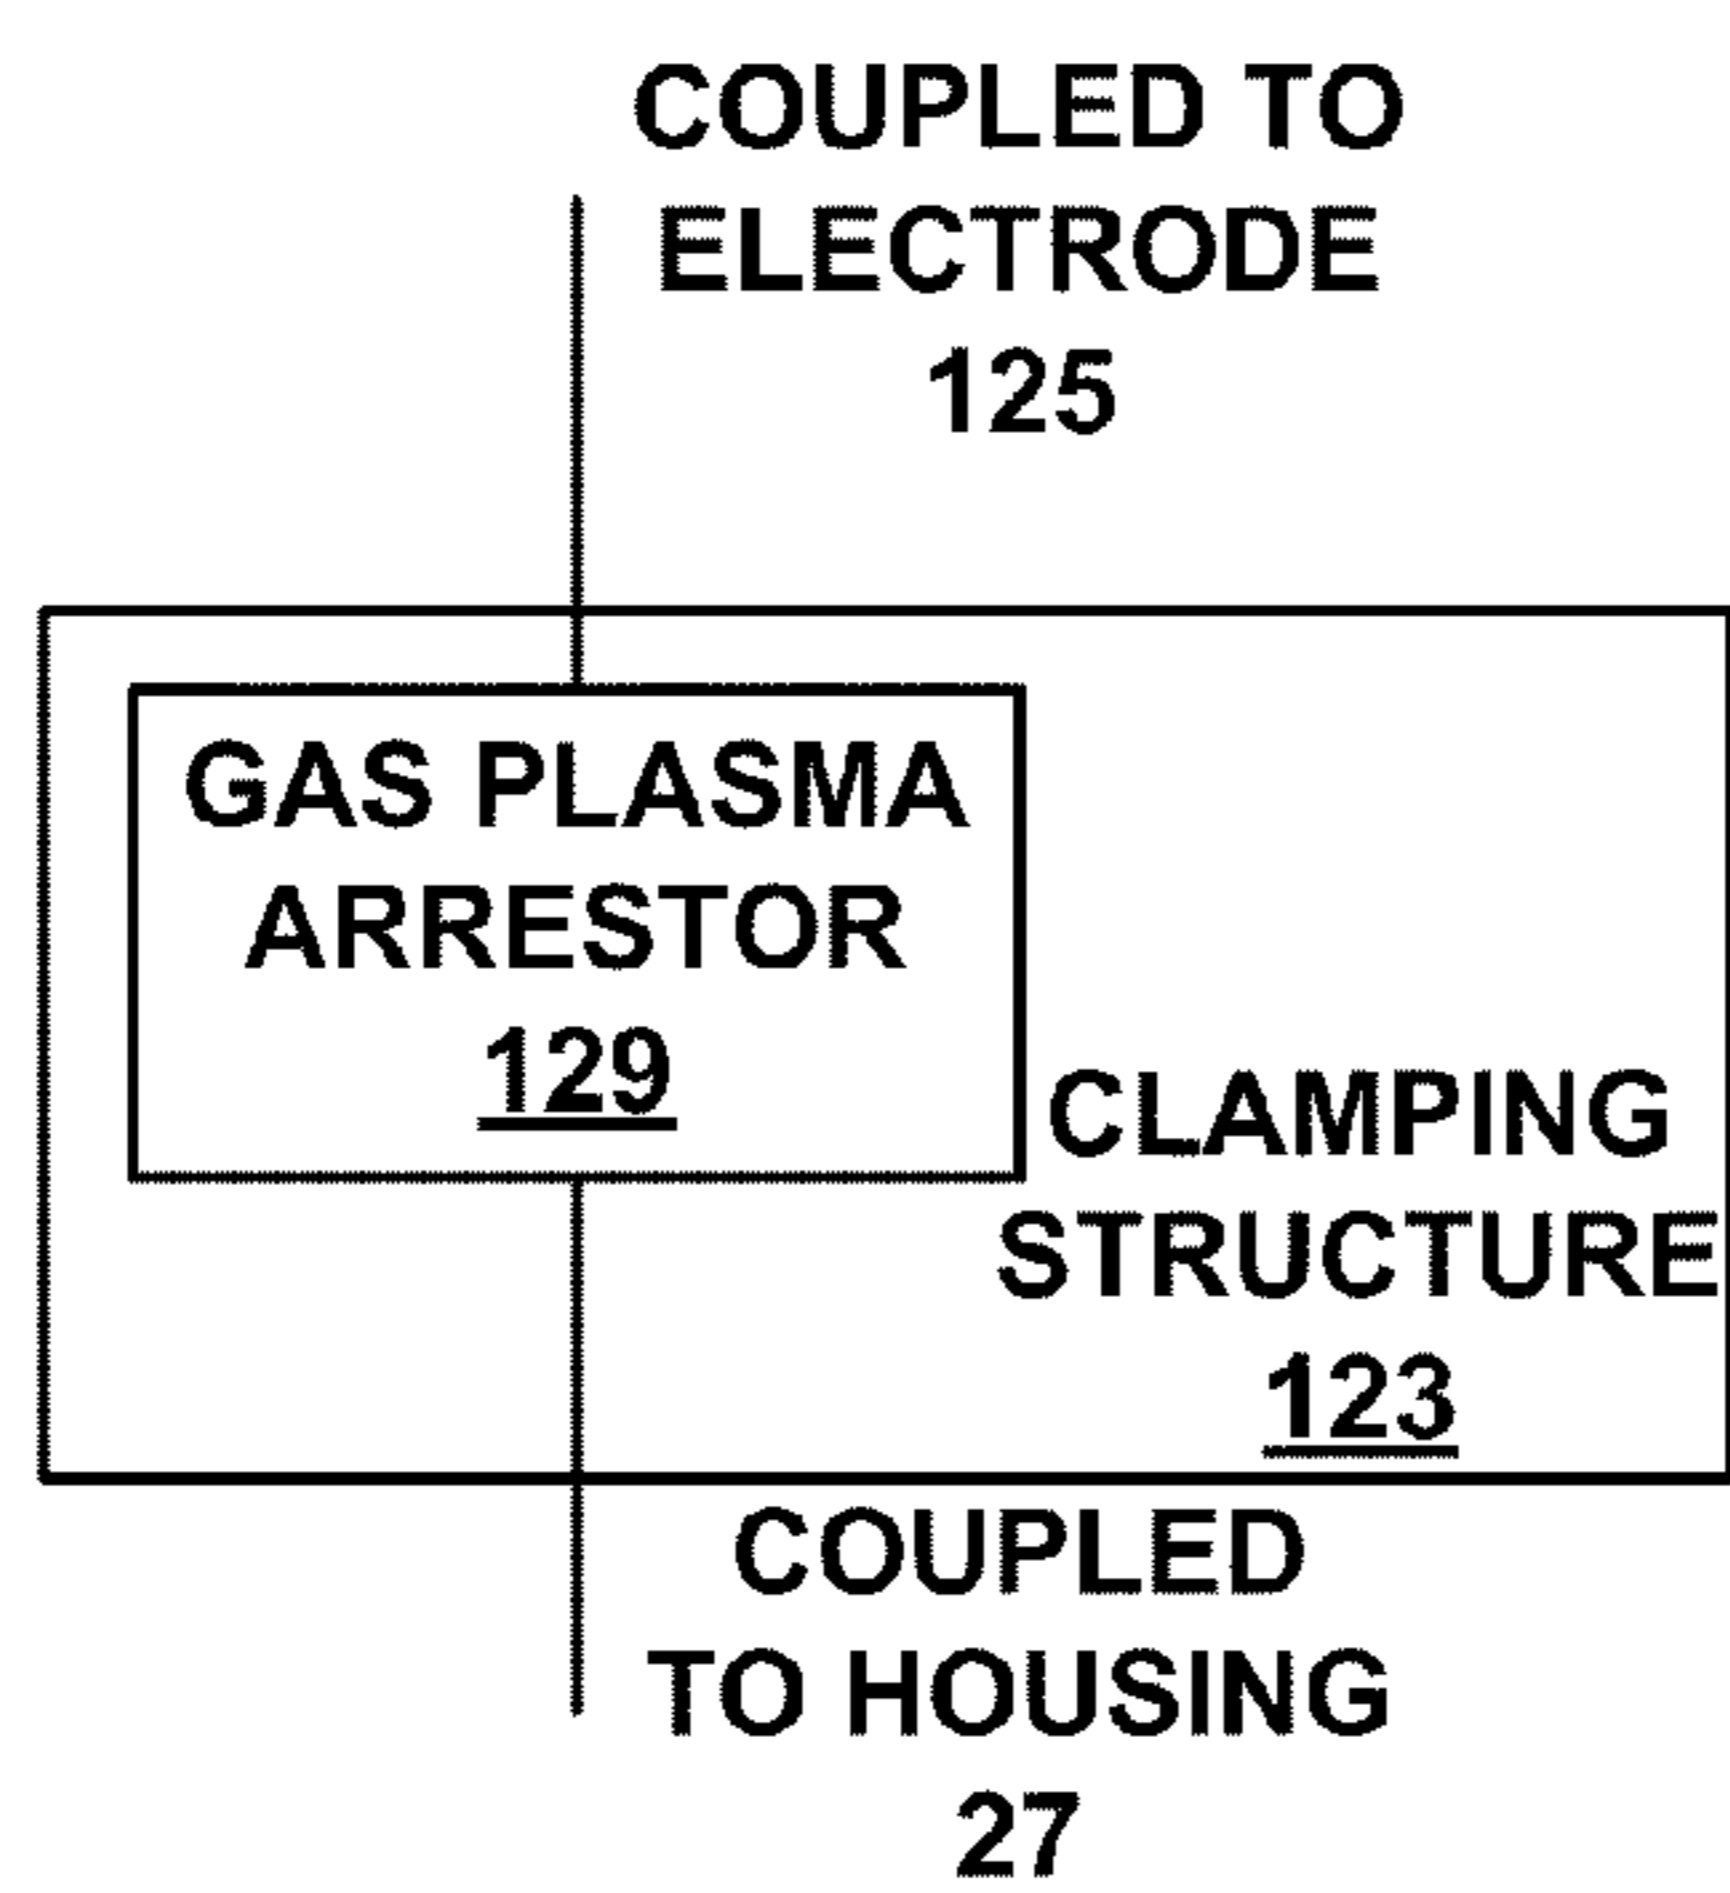 COUPLED TO
ELECTRODE
125
GAS PLASMA
ARRESTOR
129
CLAMPING
STRUCTURE
123
COUPLED
TO HOUSING
27